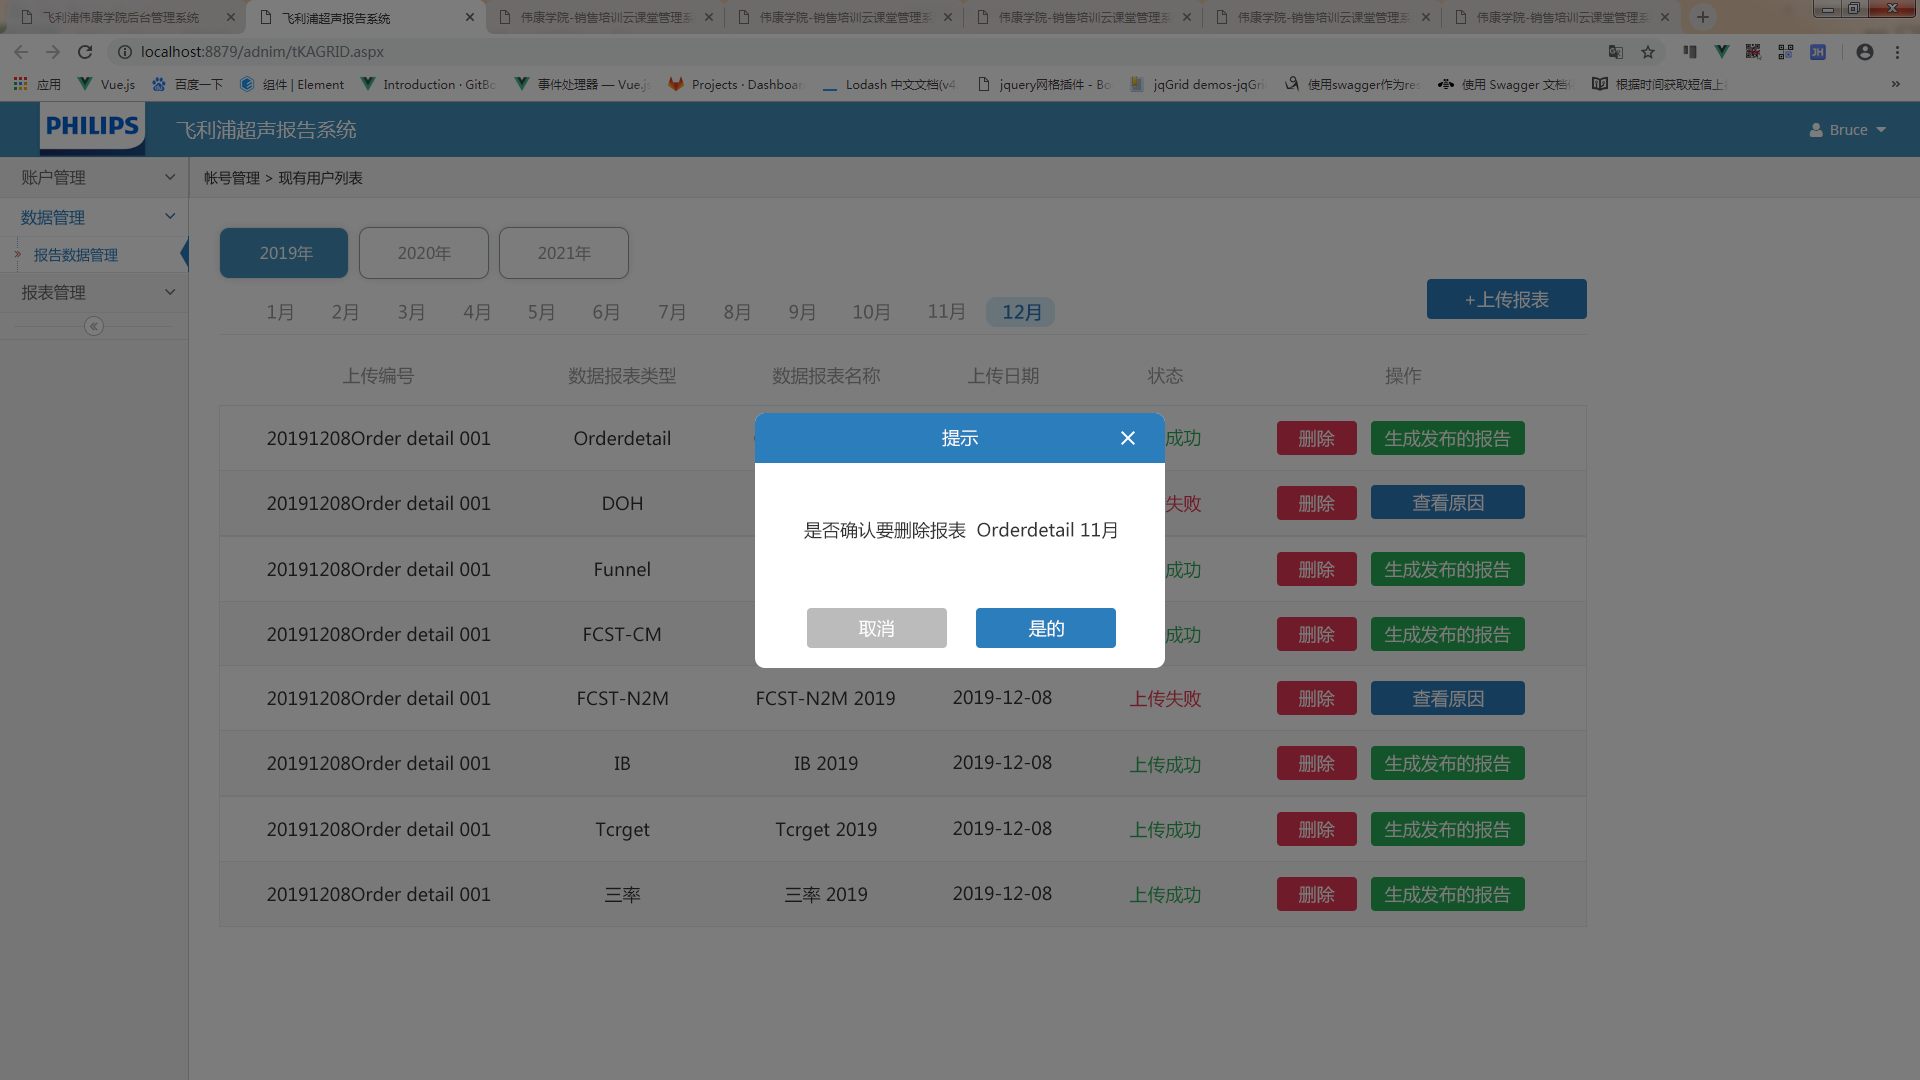 飞利浦伟康学院后台管理系统
飞利浦超声报告系统
伟康学院-销售培训云课堂管理系
伟康学院-销售培训云课堂管理系
伟康学院-销售培训云课堂管理系
伟康学院-销售培训云课堂管理系
伟康学院-销售培训云课堂管理系
localhost:8879/adnim/tKAGRID.aspx
JH
应用
Vue.js
百度一下
组件 | Element
Introduction · GitBo
事件处理器 — Vue.js
Projects · Dashboar
Lodash 中文文档(v4.
jquery网格插件 - Bo
jqGrid demos-jqGri
使用swagger作为res
使用 Swagger 文档化
根据时间获取短信上
»
PHILIPS
飞利浦超声报告系统
Bruce
账户管理
数据管理
报告数据管理
报表管理
帐号管理 > 现有用户列表
2019年
2020年
2021年
1月
2月
3月
4月
5月
6月
7月
8月
9月
10月
11月
12月
+上传报表
上传编号 数据报表类型 数据报表名称 上传日期 状态 操作
20191208Order detail 001 Orderdetail 成功 删除 生成发布的报告
20191208Order detail 001 DOH 失败 删除 查看原因
20191208Order detail 001 Funnel 成功 删除 生成发布的报告
20191208Order detail 001 FCST-CM 成功 删除 生成发布的报告
20191208Order detail 001 FCST-N2M FCST-N2M 2019 2019-12-08 上传失败 删除 查看原因
20191208Order detail 001 IB IB 2019 2019-12-08 上传成功 删除 生成发布的报告
20191208Order detail 001 Tcrget Tcrget 2019 2019-12-08 上传成功 删除 生成发布的报告
20191208Order detail 001 三率 三率 2019 2019-12-08 上传成功 删除 生成发布的报告
提示
是否确认要删除报表 Orderdetail 11月
取消
是的